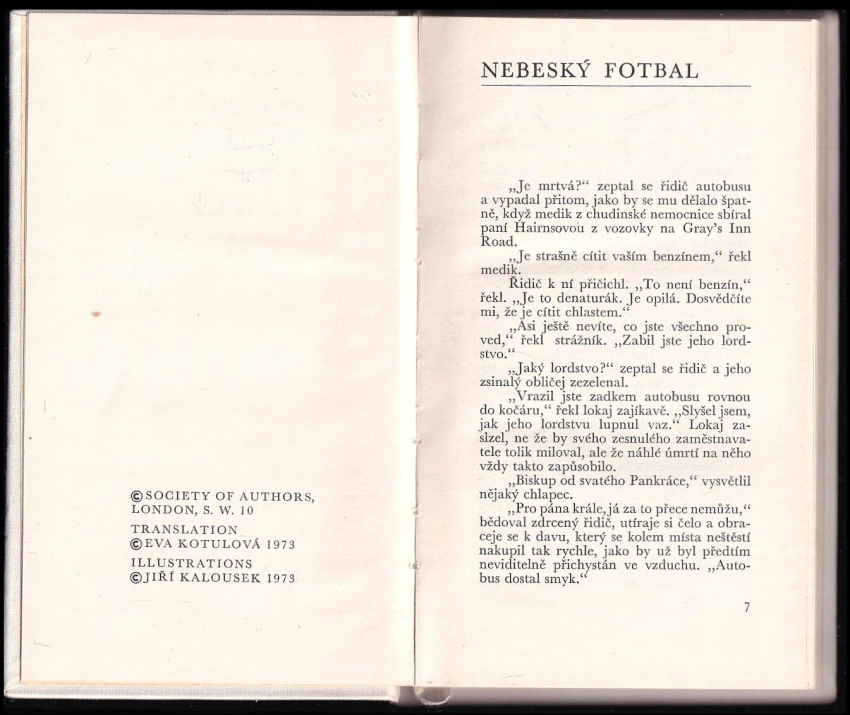 ©SOCIETY OF AUTHORS,
LONDON, S. W. 10
TRANSLATION
©EVA KOTULOVÁ 1973
ILLUSTRATIONS
©JIŘÍ KALOUSEK 1973
NEBESKÝ FOTBAL
„Je mrtvá?“ zeptal se řidič autobusu
a vypadal přitom, jako by se mu dělalo špat-
ně, když medik z chudinské nemocnice sbíral
paní Hairnsovou z vozovky na Gray's Inn
Road.
„Je strašně cítit vaším benzínem,“ řekl
medik.
Řidič k ní přičichl. „To není benzín,“
řekl. „Je to denaturák. Je opilá. Dosvědčíte
mi, že je cítit chlastem.“
„Asi ještě nevíte, co jste všechno pro-
ved,“ řekl strážník. „Zabil jste jeho lord-
stvo.“
„Jaký lordstvo?“ zeptal se řidič a jeho
zsinalý obličej zezelenal.
„Vrazil jste zadkem autobusu rovnou
do kočáru,“ řekl lokaj zajíkavě. „Slyšel jsem,
jak jeho lordstvu lupnul vaz.“ Lokaj za-
slzel, ne že by svého zesnulého zaměstnava-
tele tolik miloval, ale že náhlé úmrtí na něho
vždy takto zapůsobilo.
„Biskup od svatého Pankráce,“ vysvětlil
nějaký chlapec.
„Pro pána krále, já za to přece nemůžu,“
bědoval zdrcený řidič, utíraje si čelo a obra-
ceje se k davu, který se kolem místa neštěstí
nakupil tak rychle, jako by už byl předtím
neviditelně přichystán ve vzduchu. „Auto-
bus dostal smyk.“
7